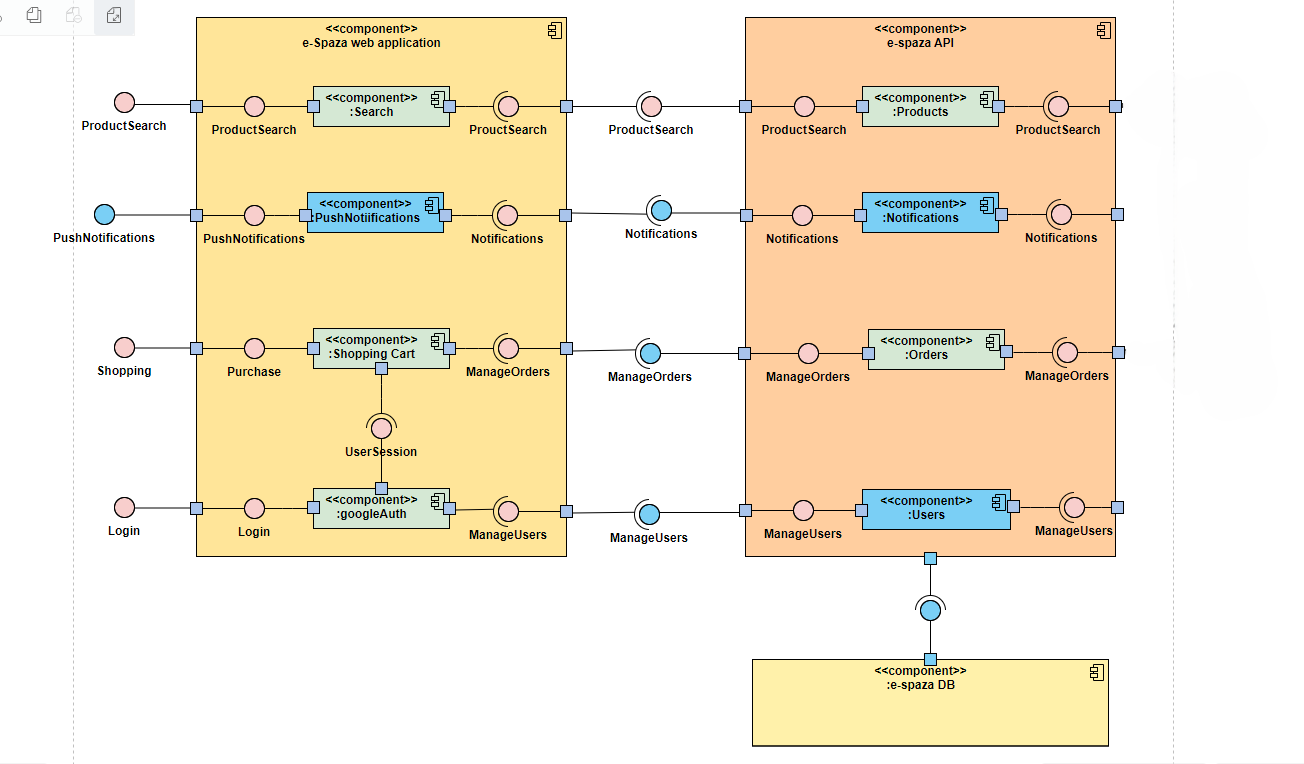 <<component>>
e-Spaza web application
<<component>>
e-spaza API
<<component>>
:Search
<<component>>
:Products
ProductSearch
ProductSearch
ProuctSearch
ProductSearch
ProductSearch
ProductSearch
<<component>>
:PushNotiifications
<<component>>
:Notifications
PushNotifications
PushNotifications
Notifications
Notifications
Notifications
Notifications
<<component>>
:Shopping Cart
<<component>>
:Orders
Shopping
Purchase
ManageOrders
ManageOrders
ManageOrders
ManageOrders
UserSession
<<component>>
:googleAuth
<<component>>
:Users
Login
Login
ManageUsers
ManageUsers
ManageUsers
ManageUsers
<<component>>
:e-spaza DB